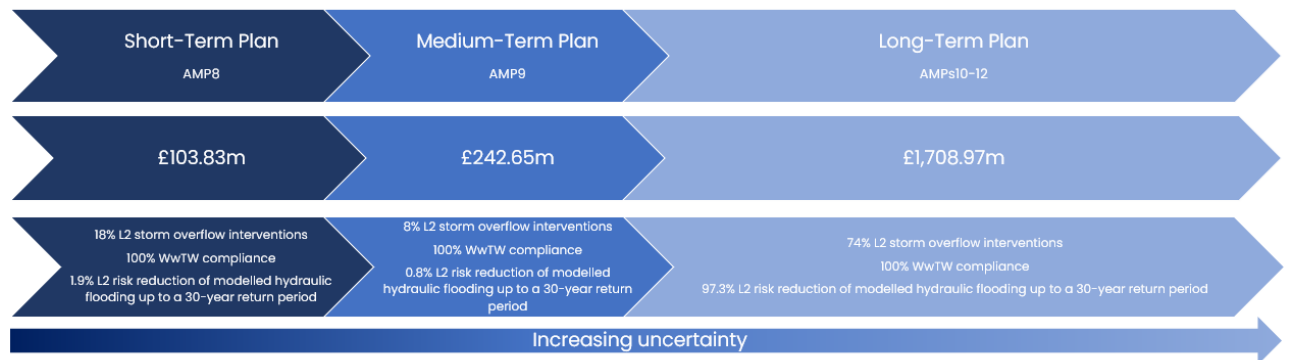 Short-Term Plan
AMP8
Medium-Term Plan
AMP9
Long-Term Plan
AMPs10-12
£103.83m
£242.65m
£1,708.97m
18% L2 storm overflow interventions
100% WwTW compliance
1.9% L2 risk reduction of modelled hydraulic
flooding up to a 30-year return period
8% L2 storm overflow interventions
100% WwTW compliance
0.8% L2 risk reduction of modelled
hydraulic flooding up to a 30-year return
period
74% L2 storm overflow interventions
100% WwTW compliance
97.3% L2 risk reduction of modelled hydraulic flooding up to a 30-year return period
Increasing uncertainty